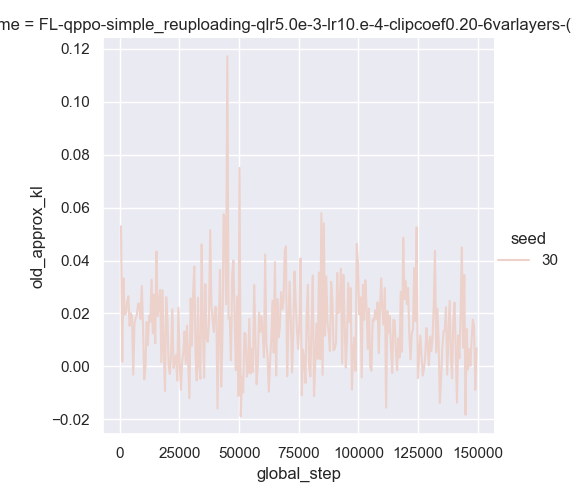 me = FL-qppo-simple_reuploading-qlr5.0e-3-lr10.e-4-clipcoef0.20-6varlayers-(
0.12
0.10
0.08
0.06
0.04
0.02
0.00
−0.02
old_approx_kl
0 25000 50000 75000 100000 125000 150000
global_step
seed
30